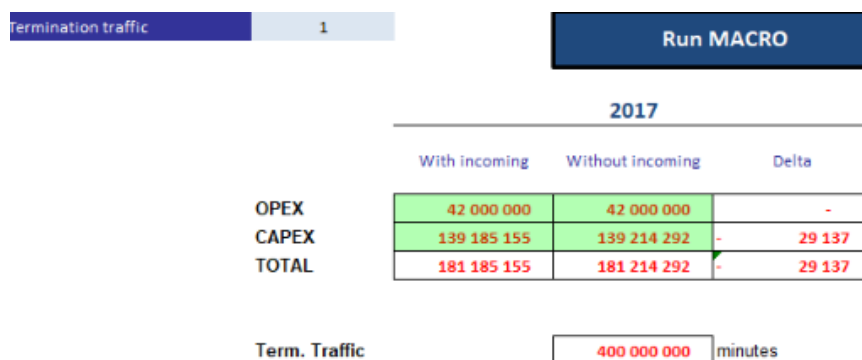 Termination traffic 1
Run MACRO
2017
With incoming Without incoming Delta
OPEX 42 000 000 42 000 000 -
CAPEX 139 185 155 139 214 292 - 29 137
TOTAL 181 185 155 181 214 292 - 29 137
Term. Traffic 400 000 000 minutes